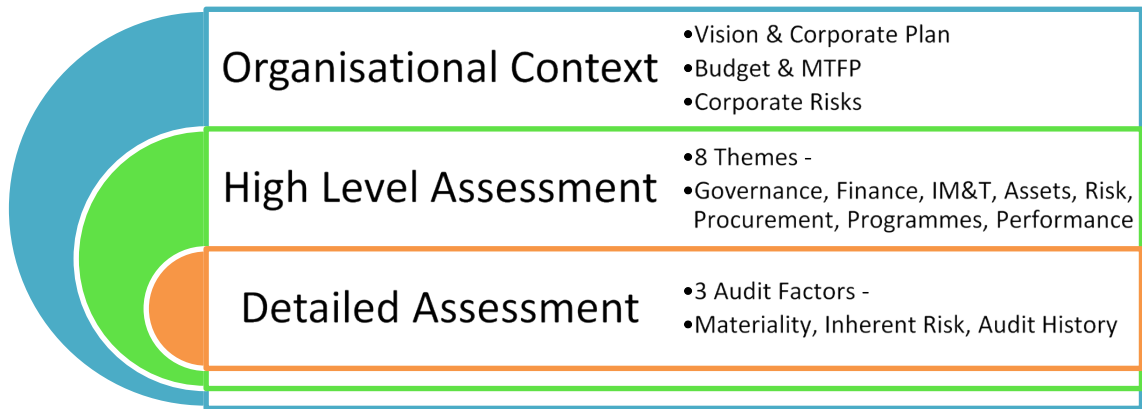 Organisational Context
•Vision & Corporate Plan
•Budget & MTFP
•Corporate Risks
High Level Assessment
•8 Themes -
•Governance, Finance, IM&T, Assets, Risk,
Procurement, Programmes, Performance
Detailed Assessment
•3 Audit Factors -
•Materiality, Inherent Risk, Audit History